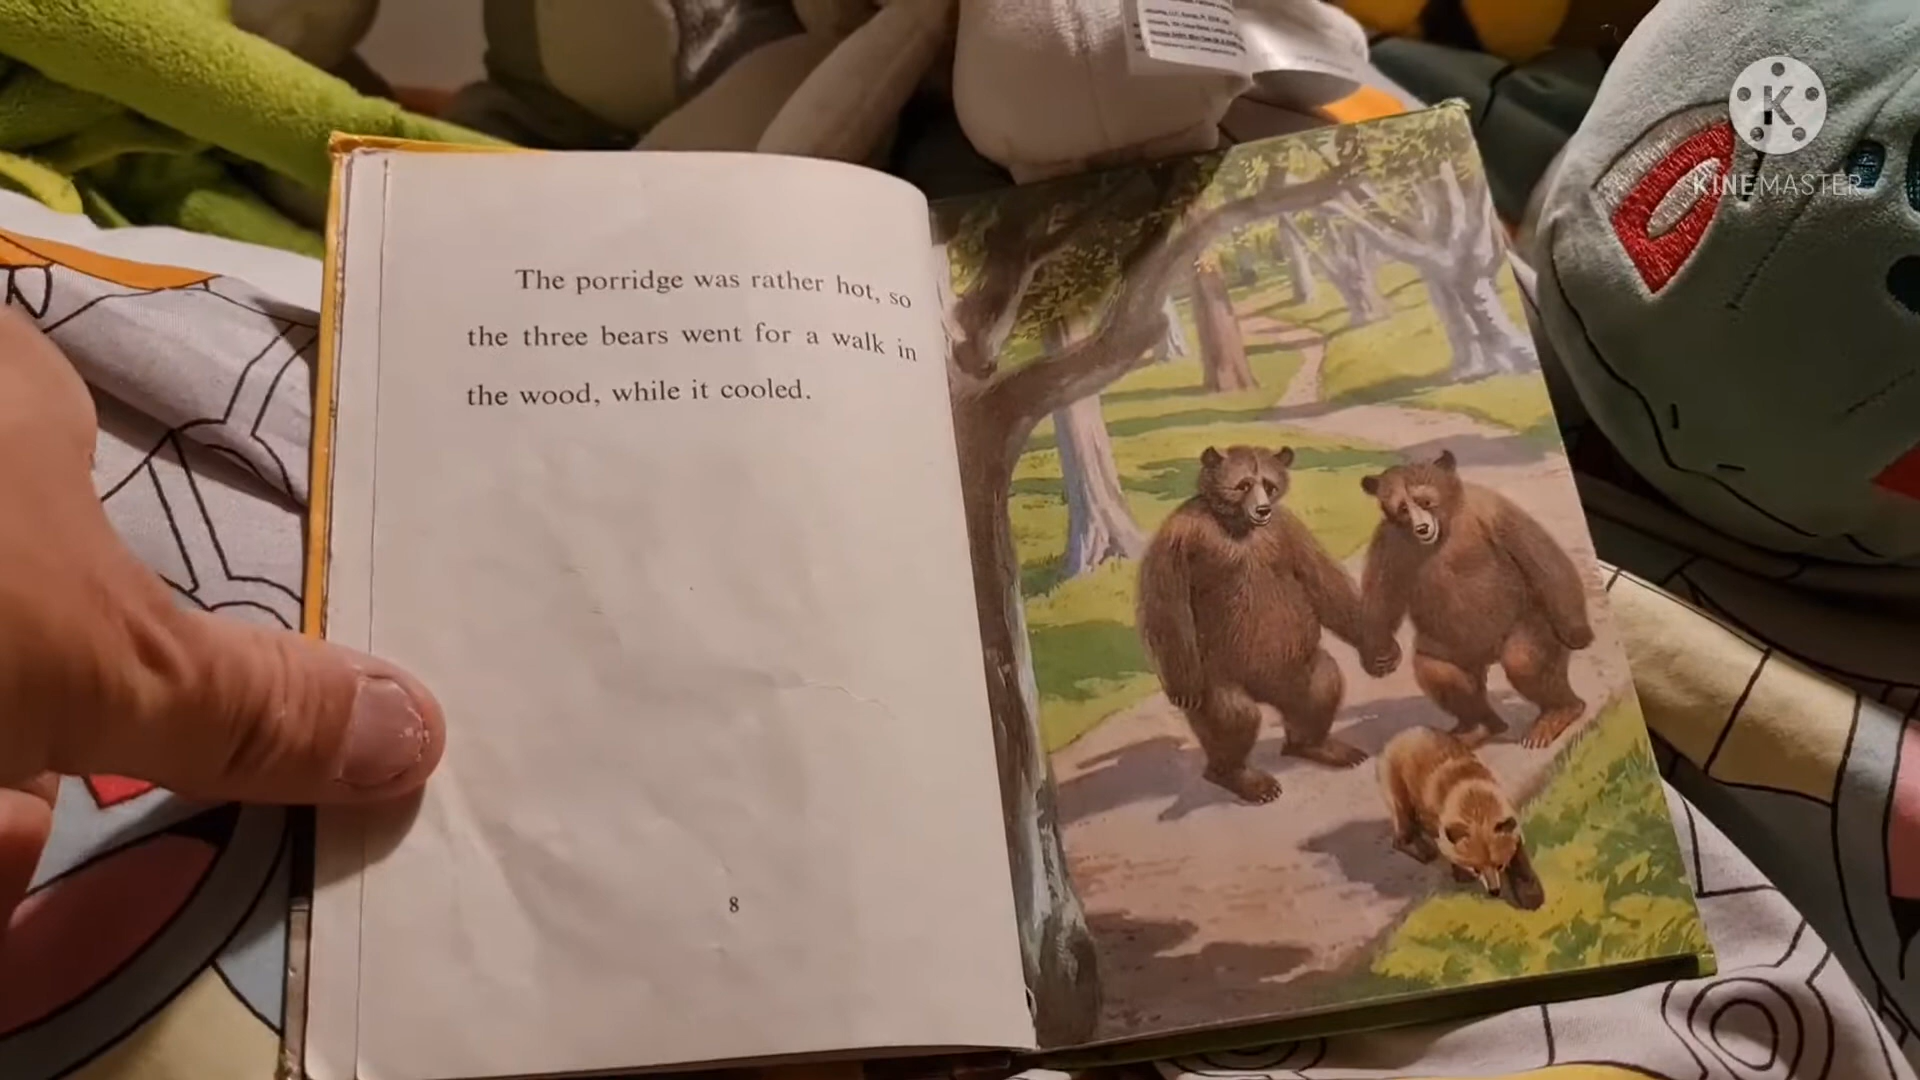 The porridge was rather hot, so
the three bears went for a walk in
the wood, while it cooled.
8
K
KINEMASTER